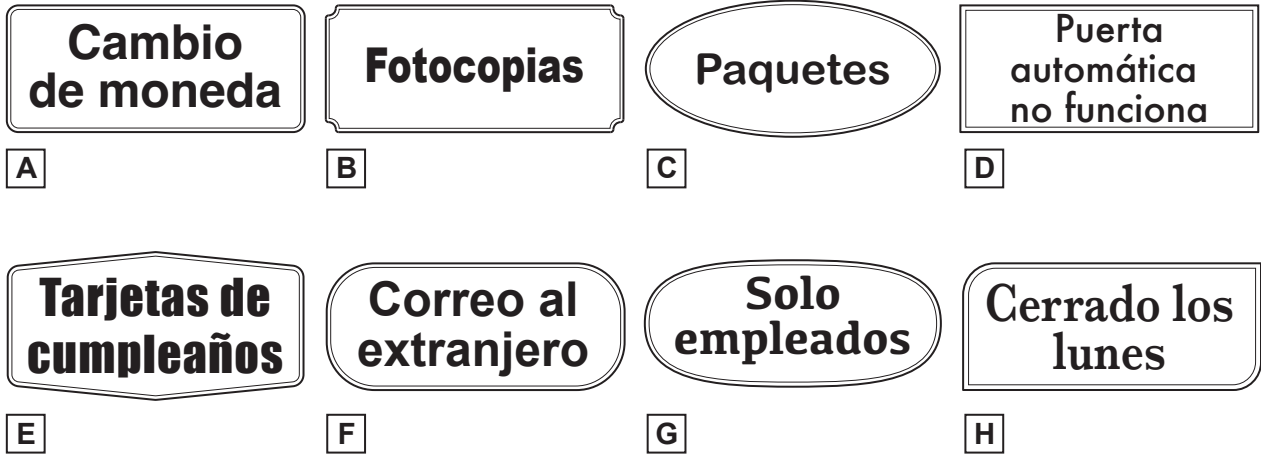 Cambio
de moneda
Fotocopias
Paquetes
Puerta
automática
no funciona
A
B
C
D
Tarjetas de
cumpleaños
Correo al
extranjero
Solo
empleados
Cerrado los
lunes
E
F
G
H